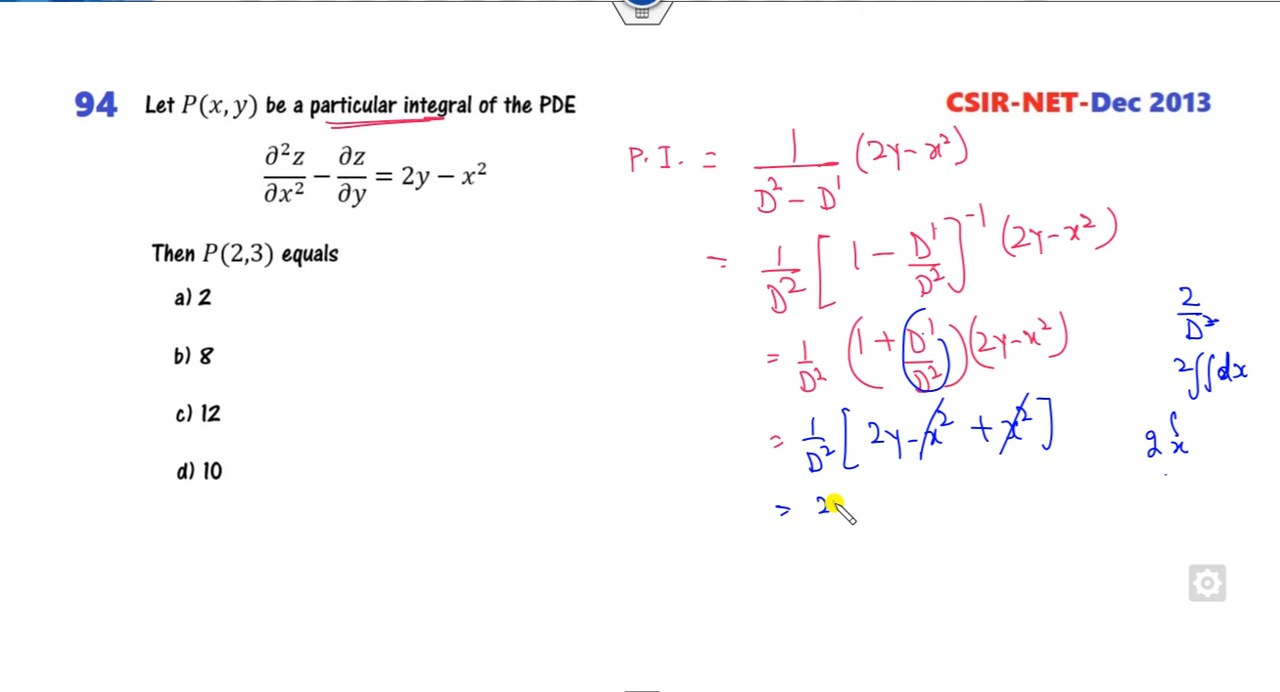 94 Let P(x, y) be a particular integral of the PDE
CSIR-NET-Dec 2013
∂²z/∂x² − ∂z/∂y = 2y − x²
Then P(2,3) equals
a) 2
b) 8
c) 12
d) 10
P. I. = 1/(D² − D') (2y − x²)
= 1/D² [1 − D'/D²]⁻¹ (2y − x²)
= 1/D² (1 + D'/D²)(2y − x²)
= 1/D² [2y − x² + x²]
= 2
2/D²
2∫∫dx
2∫x